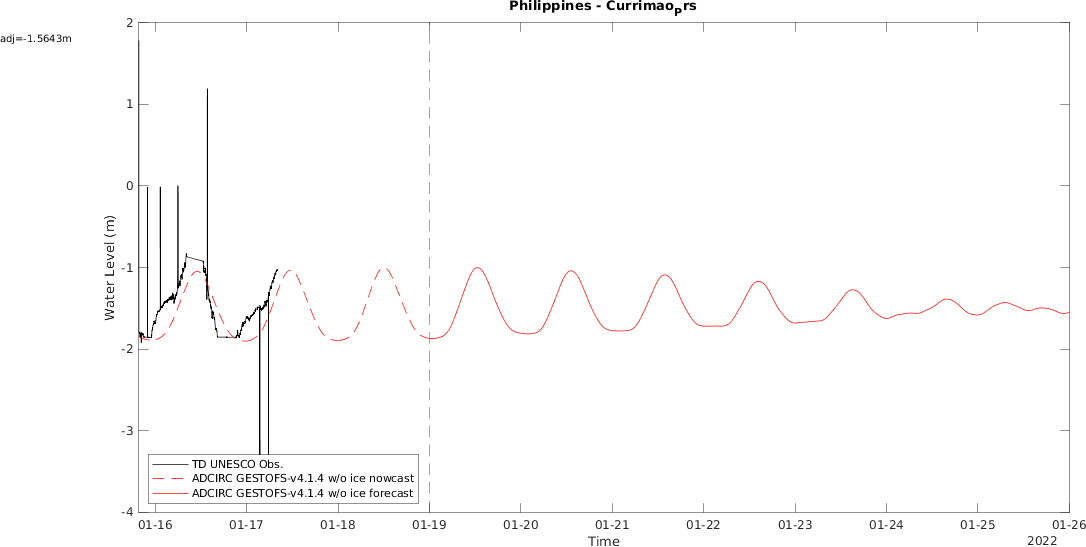 Philippines - Currimaoprs
adj=-1.5643m
2
1
0
-1
-2
-3
-4
Water Level (m)
TD UNESCO Obs.
ADCIRC GESTOFS-v4.1.4 w/o ice nowcast
ADCIRC GESTOFS-v4.1.4 w/o ice forecast
01-16 01-17 01-18 01-19 01-20 01-21 01-22 01-23 01-24 01-25 01-26
Time
2022